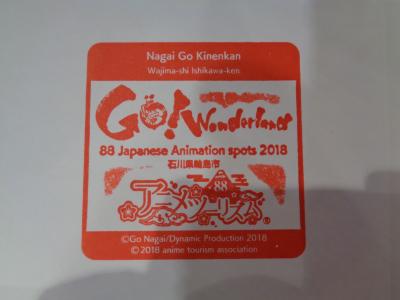 Nagai Go Kinenkan
Wajima-shi Ishikawa-ken
GO! Wonderland
88 Japanese Animation spots 2018
石川県輪島市
88
アニメツーリズム
©Go Nagai/Dynamic Production 2018
©2018 anime tourism association